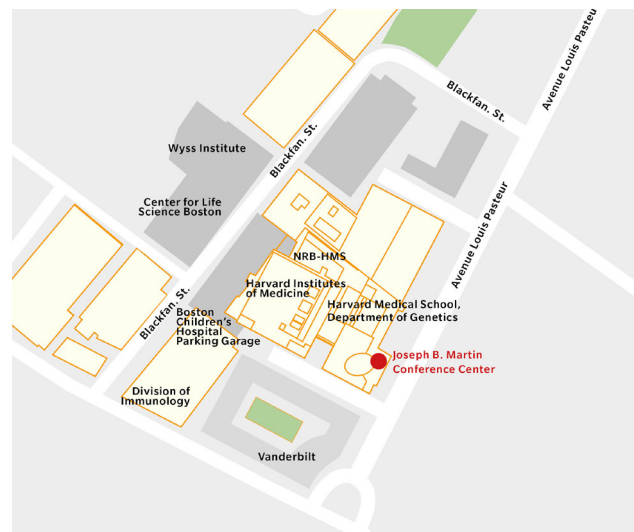 Avenue Louis Pasteur
Blackfan. St.
Blackfan. St.
Wyss Institute
Center for Life
Science Boston
Avenue Louis Pasteur
NRB-HMS
Harvard Institutes
of Medicine
Blackfan. St.
Boston
Children's
Hospital
Parking Garage
Harvard Medical School,
Department of Genetics
Joseph B. Martin
Conference Center
Division of
Immunology
Vanderbilt